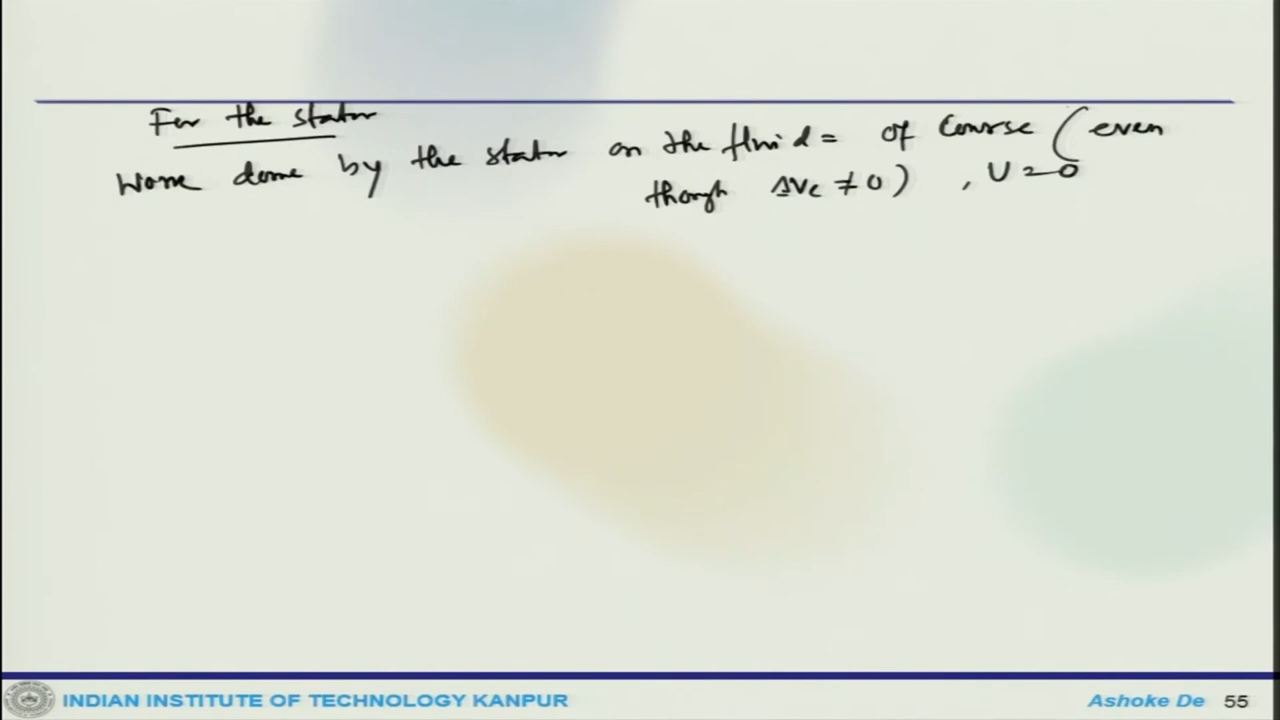 For the stator
Work done by the stator on the fluid = of course (even
though ΔVc ≠ 0) , U = 0
INDIAN INSTITUTE OF TECHNOLOGY KANPUR
Ashoke De 55